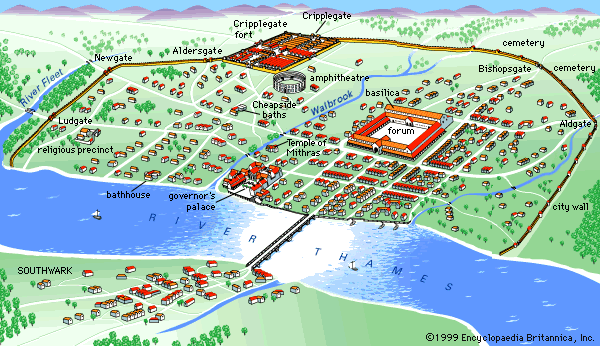 Cripplegate
Cripplegate
fort
Aldersgate
cemetery
Newgate
Bishopsgate
cemetery
amphitheatre
River Fleet
basilica
Cheapside
baths
Walbrook
Ludgate
forum
Aldgate
Temple of
Mithras
religious precinct
bathhouse
governor's
palace
city wall
RIVER THAMES
SOUTHWARK
©1999 Encyclopaedia Britannica, Inc.